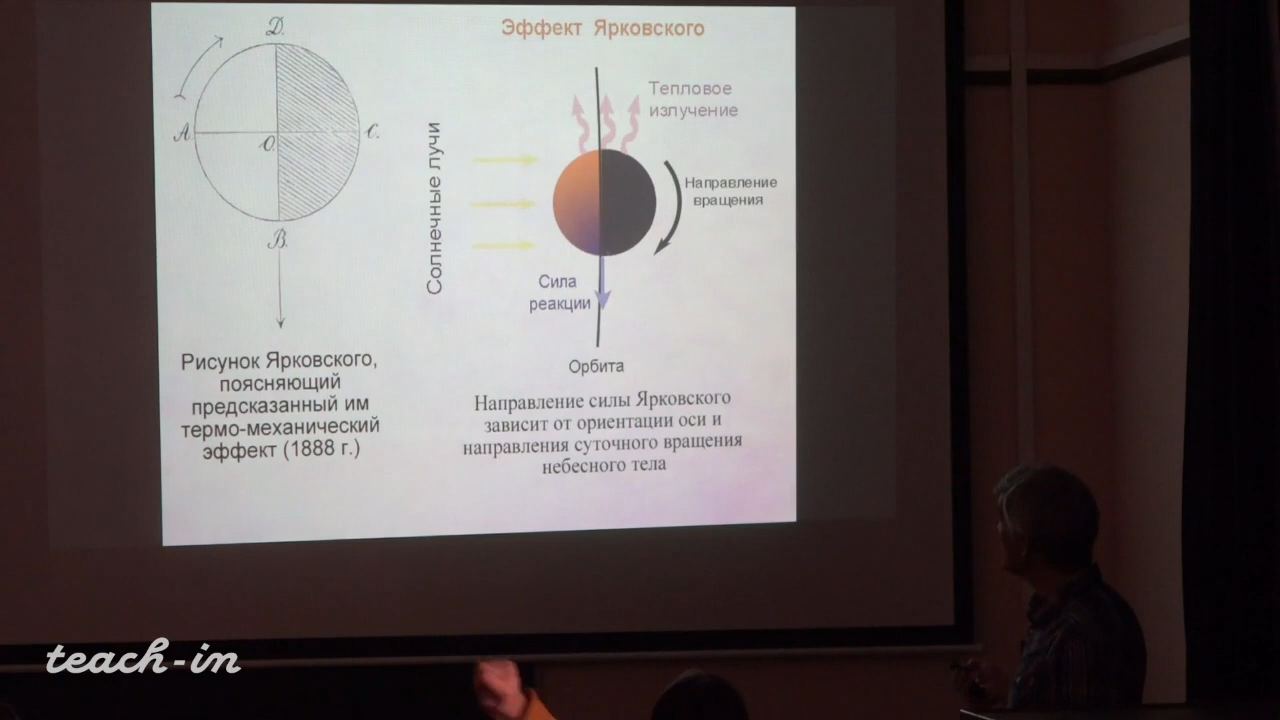 Эффект Ярковского
D.
A.
O.
C.
B.
Рисунок Ярковского,
поясняющий
предсказанный им
термо-механический
эффект (1888 г.)
Солнечные лучи
Тепловое
излучение
Направление
вращения
Сила
реакции
Орбита
Направление силы Ярковского
зависит от ориентации оси и
направления суточного вращения
небесного тела
teach-in